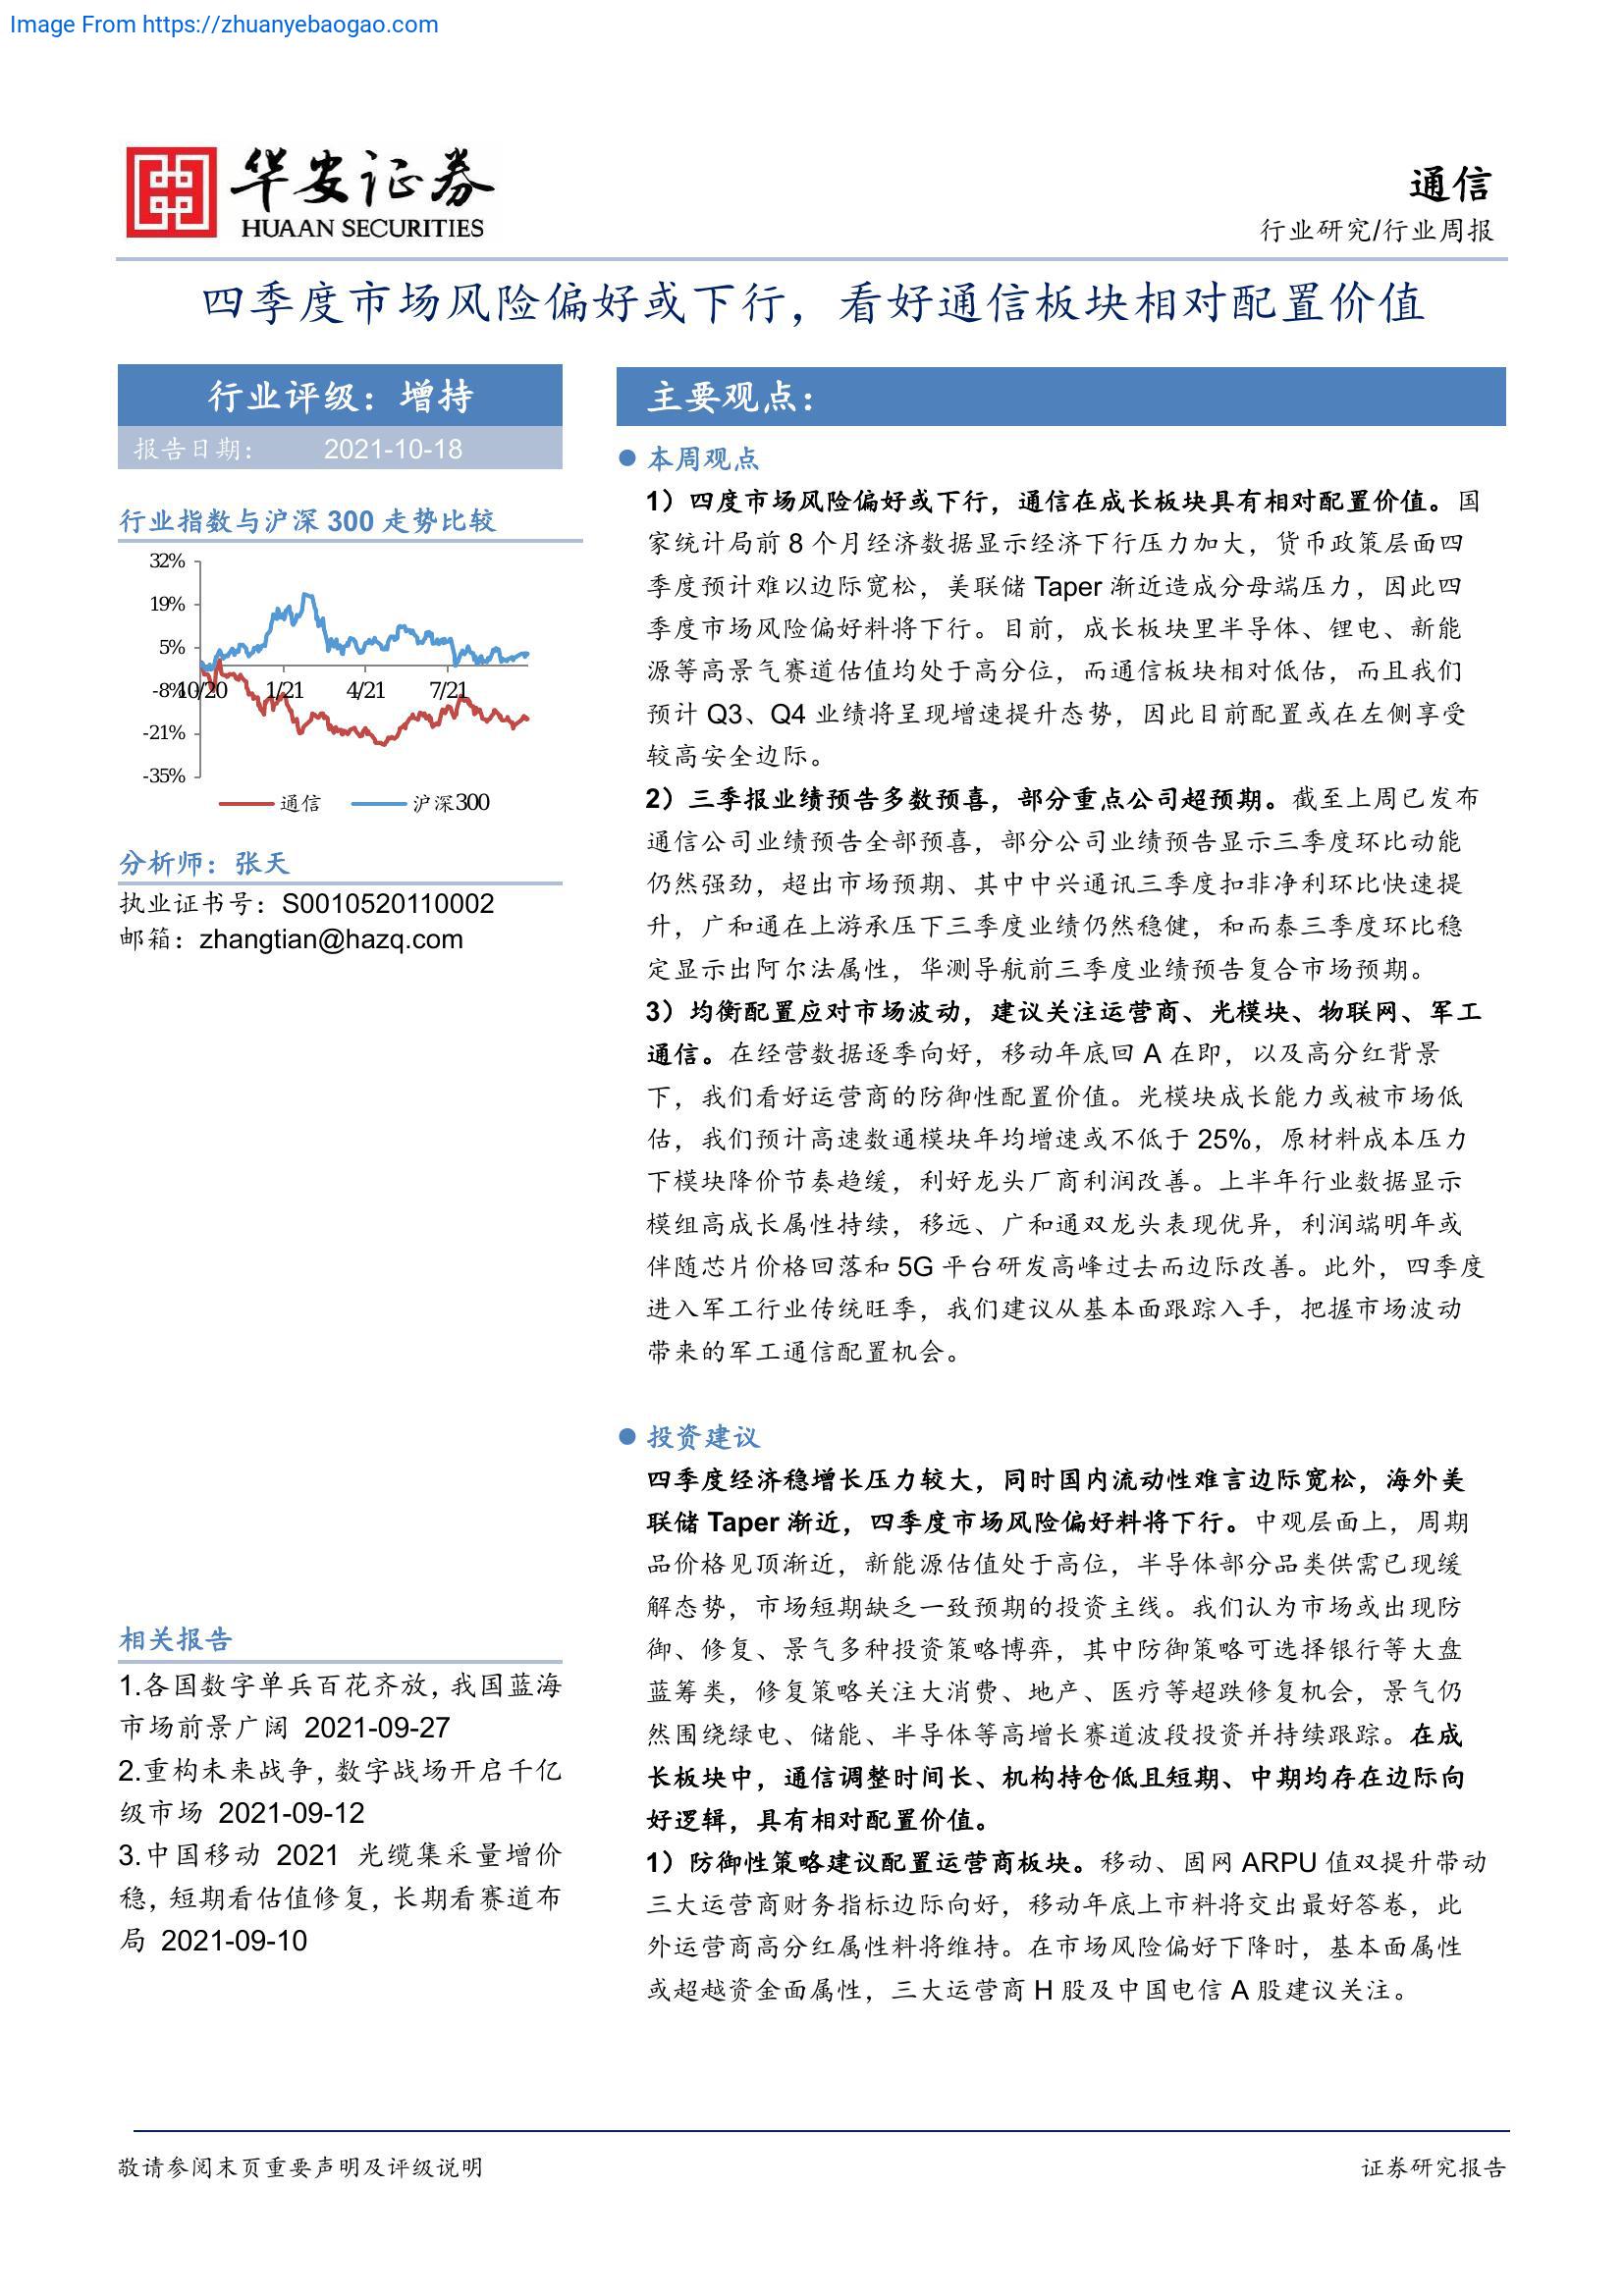 Image From https://zhuanyebaogao.com
华安证券
HUAAN SECURITIES
通信
行业研究/行业周报
四季度市场风险偏好或下行，看好通信板块相对配置价值
行业评级：增持
报告日期： 2021-10-18
行业指数与沪深 300 走势比较
32%
19%
5%
-8%
-21%
-35%
10/20 1/21 4/21 7/21
通信 沪深300
分析师：张天
执业证书号：S0010520110002
邮箱：zhangtian@hazq.com
相关报告
1.各国数字单兵百花齐放，我国蓝海
市场前景广阔 2021-09-27
2.重构未来战争，数字战场开启千亿
级市场 2021-09-12
3.中国移动 2021 光缆集采量增价
稳，短期看估值修复，长期看赛道布
局 2021-09-10
主要观点：
本周观点
1）四度市场风险偏好或下行，通信在成长板块具有相对配置价值。国
家统计局前 8 个月经济数据显示经济下行压力加大，货币政策层面四
季度预计难以边际宽松，美联储 Taper 渐近造成分母端压力，因此四
季度市场风险偏好料将下行。目前，成长板块里半导体、锂电、新能
源等高景气赛道估值均处于高分位，而通信板块相对低估，而且我们
预计 Q3、Q4 业绩将呈现增速提升态势，因此目前配置或在左侧享受
较高安全边际。
2）三季报业绩预告多数预喜，部分重点公司超预期。截至上周已发布
通信公司业绩预告全部预喜，部分公司业绩预告显示三季度环比动能
仍然强劲，超出市场预期、其中中兴通讯三季度扣非净利环比快速提
升，广和通在上游承压下三季度业绩仍然稳健，和而泰三季度环比稳
定显示出阿尔法属性，华测导航前三季度业绩预告复合市场预期。
3）均衡配置应对市场波动，建议关注运营商、光模块、物联网、军工
通信。在经营数据逐季向好，移动年底回 A 在即，以及高分红背景
下，我们看好运营商的防御性配置价值。光模块成长能力或被市场低
估，我们预计高速数通模块年均增速或不低于 25%，原材料成本压力
下模块降价节奏趋缓，利好龙头厂商利润改善。上半年行业数据显示
模组高成长属性持续，移远、广和通双龙头表现优异，利润端明年或
伴随芯片价格回落和 5G 平台研发高峰过去而边际改善。此外，四季度
进入军工行业传统旺季，我们建议从基本面跟踪入手，把握市场波动
带来的军工通信配置机会。
投资建议
四季度经济稳增长压力较大，同时国内流动性难言边际宽松，海外美
联储 Taper 渐近，四季度市场风险偏好料将下行。中观层面上，周期
品价格见顶渐近，新能源估值处于高位，半导体部分品类供需已现缓
解态势，市场短期缺乏一致预期的投资主线。我们认为市场或出现防
御、修复、景气多种投资策略博弈，其中防御策略可选择银行等大盘
蓝筹类，修复策略关注大消费、地产、医疗等超跌修复机会，景气仍
然围绕绿电、储能、半导体等高增长赛道波段投资并持续跟踪。在成
长板块中，通信调整时间长、机构持仓低且短期、中期均存在边际向
好逻辑，具有相对配置价值。
1）防御性策略建议配置运营商板块。移动、固网 ARPU 值双提升带动
三大运营商财务指标边际向好，移动年底上市料将交出最好答卷，此
外运营商高分红属性料将维持。在市场风险偏好下降时，基本面属性
或超越资金面属性，三大运营商 H 股及中国电信 A 股建议关注。
敬请参阅末页重要声明及评级说明
证券研究报告